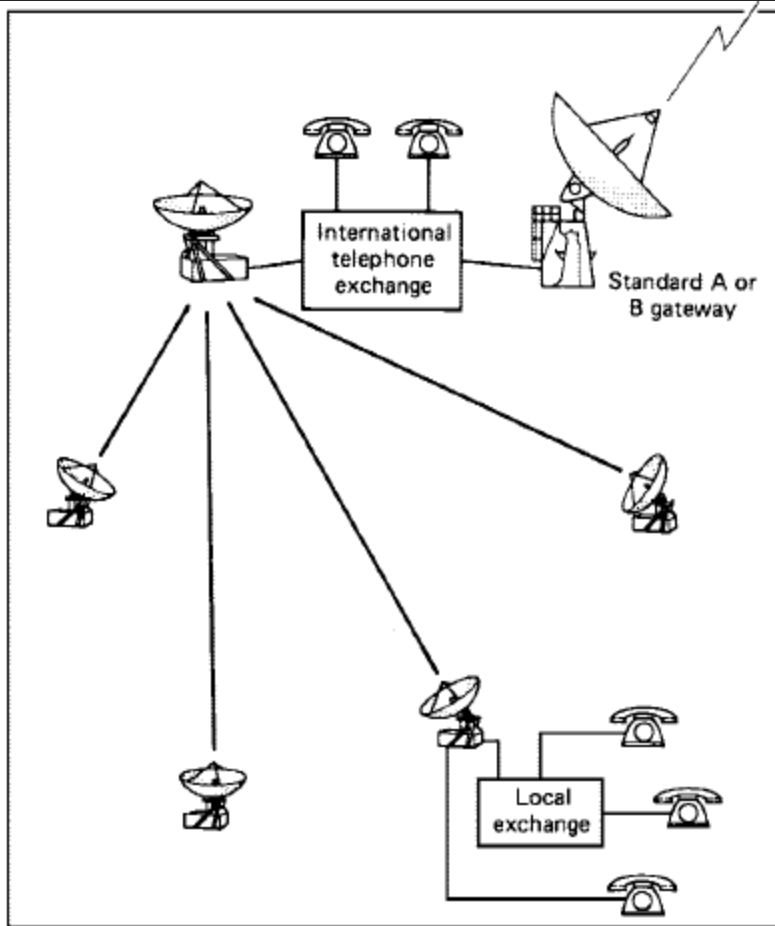 International
telephone
exchange
Standard A or
B gateway
Local
exchange